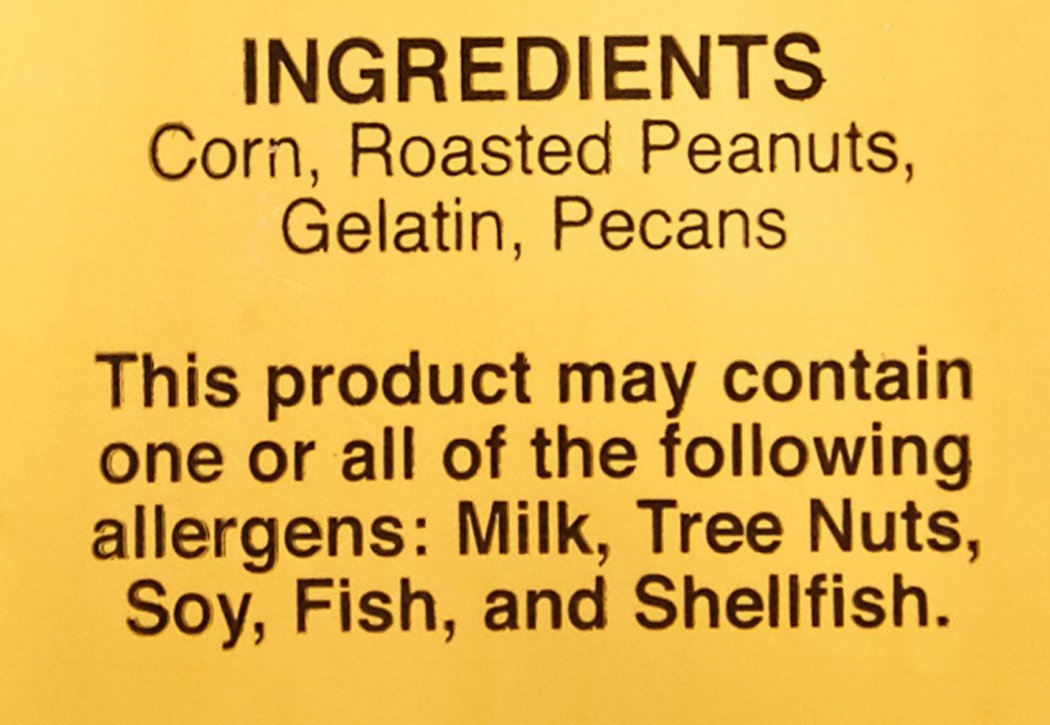 INGREDIENTS
Corn, Roasted Peanuts,
Gelatin, Pecans
This product may contain
one or all of the following
allergens: Milk, Tree Nuts,
Soy, Fish, and Shellfish.